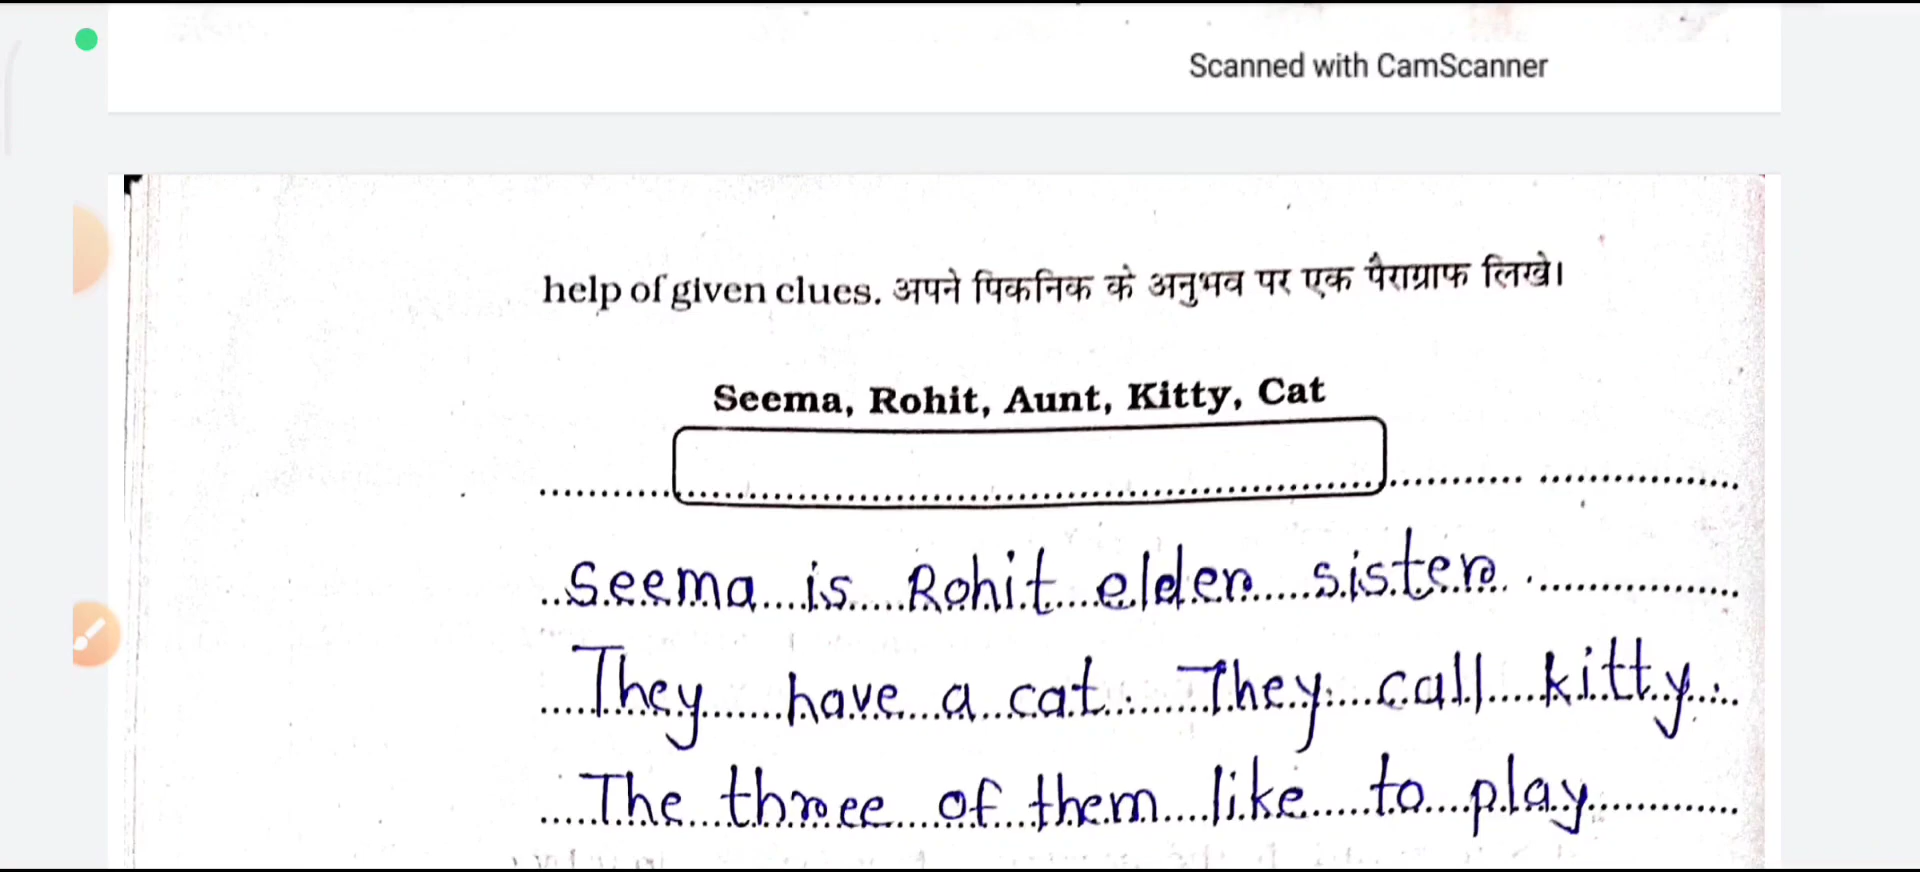 Scanned with CamScanner
help of given clues. अपने पिकनिक के अनुभव पर एक पैराग्राफ लिखे।
Seema, Rohit, Aunt, Kitty, Cat
Seema is Rohit elder sister.
They have a cat. They call kitty.
The three of them like to play